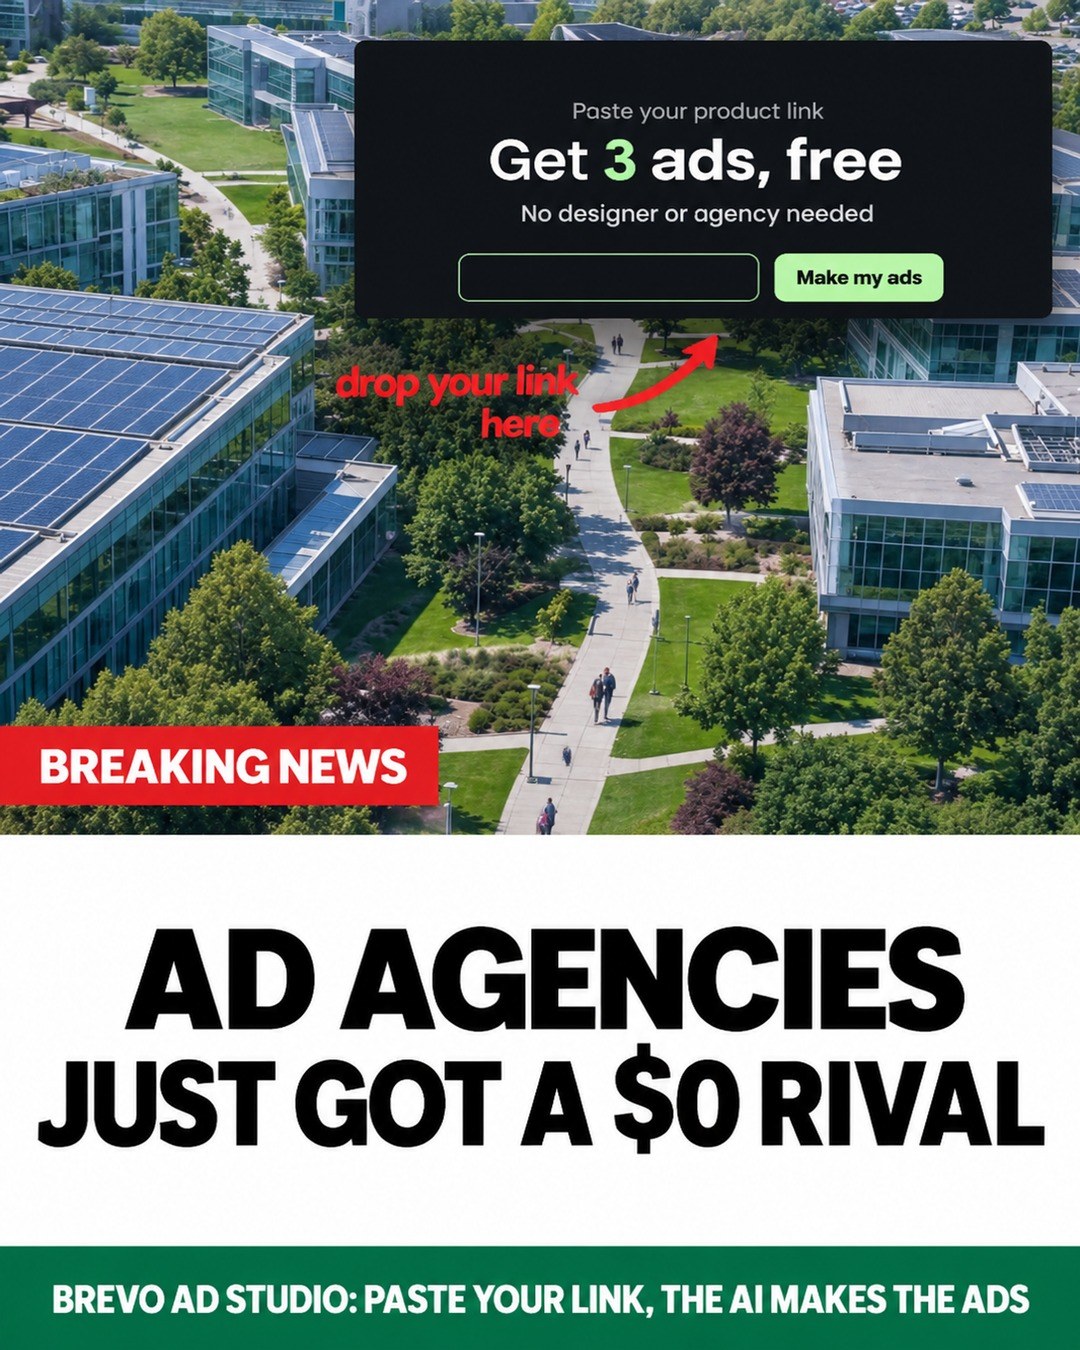 Paste your product link
Get 3 ads, free
No designer or agency needed
Make my ads
drop your link
here
BREAKING NEWS
AD AGENCIES
JUST GOT A $0 RIVAL
BREVO AD STUDIO: PASTE YOUR LINK, THE AI MAKES THE ADS